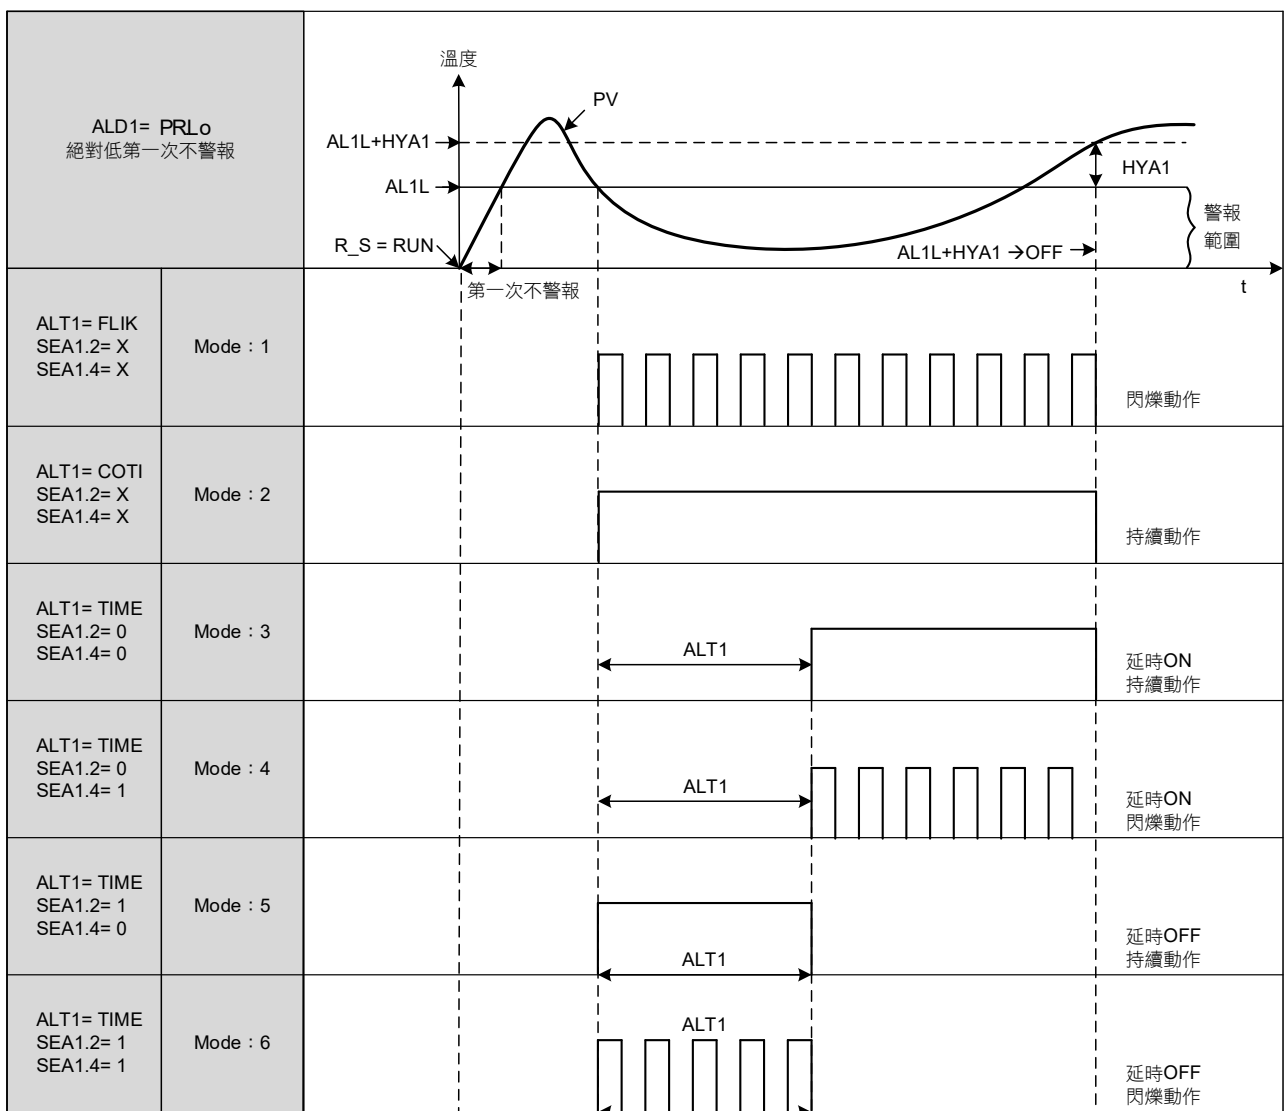 ALD1= PRLo
絕對低第一次不警報
溫度
PV
AL1L+HYA1
AL1L
HYA1
警報
範圍
R_S = RUN
AL1L+HYA1→OFF
第一次不警報
t
ALT1= FLIK
SEA1.2= X
SEA1.4= X
Mode：1
閃爍動作
ALT1= COTI
SEA1.2= X
SEA1.4= X
Mode：2
持續動作
ALT1= TIME
SEA1.2= 0
SEA1.4= 0
Mode：3
ALT1
延時ON
持續動作
ALT1= TIME
SEA1.2= 0
SEA1.4= 1
Mode：4
ALT1
延時ON
閃爍動作
ALT1= TIME
SEA1.2= 1
SEA1.4= 0
Mode：5
ALT1
延時OFF
持續動作
ALT1= TIME
SEA1.2= 1
SEA1.4= 1
Mode：6
ALT1
延時OFF
閃爍動作